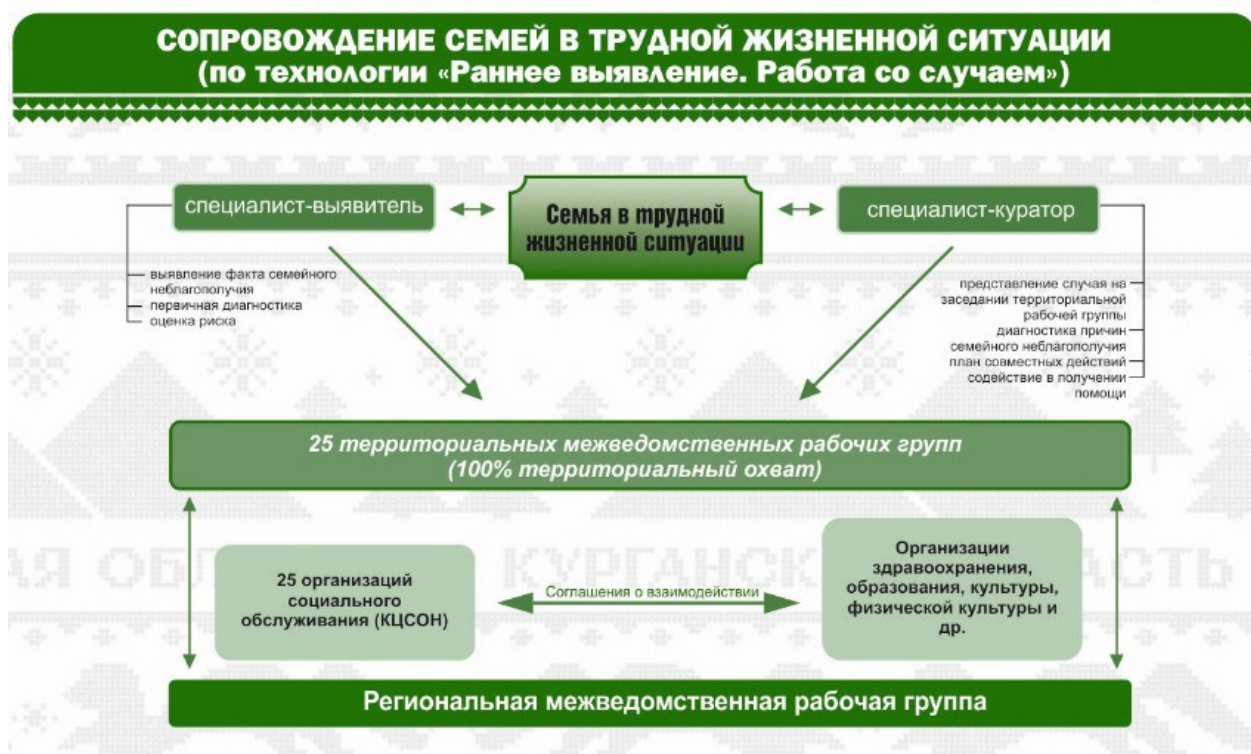 СОПРОВОЖДЕНИЕ СЕМЕЙ В ТРУДНОЙ ЖИЗНЕННОЙ СИТУАЦИИ
(по технологии «Раннее выявление. Работа со случаем»)
специалист-выявитель
Семья в трудной
жизненной ситуации
специалист-куратор
выявление факта семейного
неблагополучия
первичная диагностика
оценка риска
представление случая на
заседании территориальной
рабочей группы
диагностика причин
семейного неблагополучия
план совместных действий
содействие в получении
помощи
25 территориальных межведомственных рабочих групп
(100% территориальный охват)
25 организаций
социального
обслуживания (КЦСОН)
Соглашения о взаимодействии
Организации
здравоохранения,
образования, культуры,
физической культуры и
др.
Региональная межведомственная рабочая группа